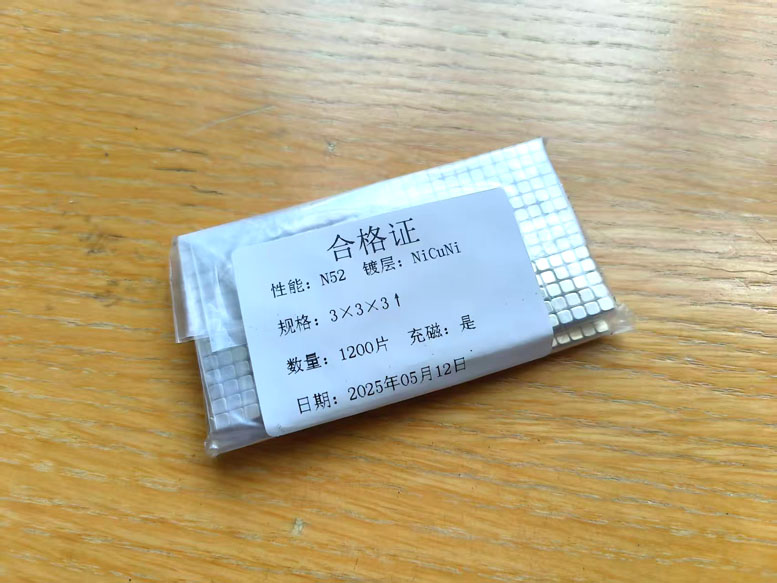 合格证
性能：N52 镀层：NiCuNi
规格：3×3×3↑
数量：1200片 充磁：是
日期：2025年05月12日